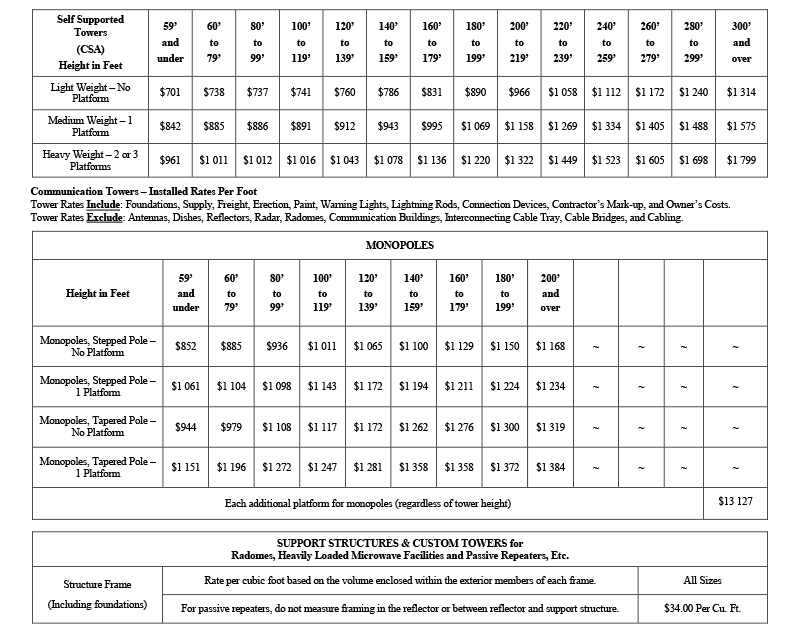 Self Supported Towers (CSA) Height in Feet 59’ and under 60’ to 79’ 80’ to 99’ 100’ to 119’ 120’ to 139’ 140’ to 159’ 160’ to 179’ 180’ to 199’ 200’ to 219’ 220’ to 239’ 240’ to 259’ 260’ to 279’ 280’ to 299’ 300’ and over
Light Weight – No Platform $701 $738 $737 $741 $760 $786 $831 $890 $966 $1 058 $1 112 $1 172 $1 240 $1 314
Medium Weight – 1 Platform $842 $885 $886 $891 $912 $943 $995 $1 069 $1 158 $1 269 $1 334 $1 405 $1 488 $1 575
Heavy Weight – 2 or 3 Platforms $961 $1 011 $1 012 $1 016 $1 043 $1 078 $1 136 $1 220 $1 322 $1 449 $1 523 $1 605 $1 698 $1 799
Communication Towers – Installed Rates Per Foot
Tower Rates Include: Foundations, Supply, Freight, Erection, Paint, Warning Lights, Lightning Rods, Connection Devices, Contractor’s Mark-up, and Owner’s Costs.
Tower Rates Exclude: Antennas, Dishes, Reflectors, Radar, Radomes, Communication Buildings, Interconnecting Cable Tray, Cable Bridges, and Cabling.
MONOPOLES
Height in Feet 59’ and under 60’ to 79’ 80’ to 99’ 100’ to 119’ 120’ to 139’ 140’ to 159’ 160’ to 179’ 180’ to 199’ 200’ and over
Monopoles, Stepped Pole – No Platform $852 $885 $936 $1 011 $1 065 $1 100 $1 129 $1 150 $1 168 ~ ~ ~ ~
Monopoles, Stepped Pole – 1 Platform $1 061 $1 104 $1 098 $1 143 $1 172 $1 194 $1 211 $1 224 $1 234 ~ ~ ~ ~
Monopoles, Tapered Pole – No Platform $944 $979 $1 108 $1 117 $1 172 $1 262 $1 276 $1 300 $1 319 ~ ~ ~ ~
Monopoles, Tapered Pole – 1 Platform $1 151 $1 196 $1 272 $1 247 $1 281 $1 358 $1 358 $1 372 $1 384 ~ ~ ~ ~
Each additional platform for monopoles (regardless of tower height) $13 127
SUPPORT STRUCTURES & CUSTOM TOWERS for
Radomes, Heavily Loaded Microwave Facilities and Passive Repeaters, Etc.
Structure Frame (Including foundations)
Rate per cubic foot based on the volume enclosed within the exterior members of each frame. All Sizes
For passive repeaters, do not measure framing in the reflector or between reflector and support structure. $34.00 Per Cu. Ft.